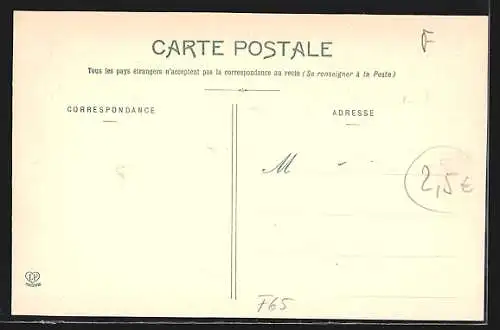 CARTE POSTALE
F
Tous les pays étrangers n'acceptent pas la correspondance au recto (Se renseigner à la Poste)
CORRESPONDANCE
ADRESSE
M
2,5€
F65